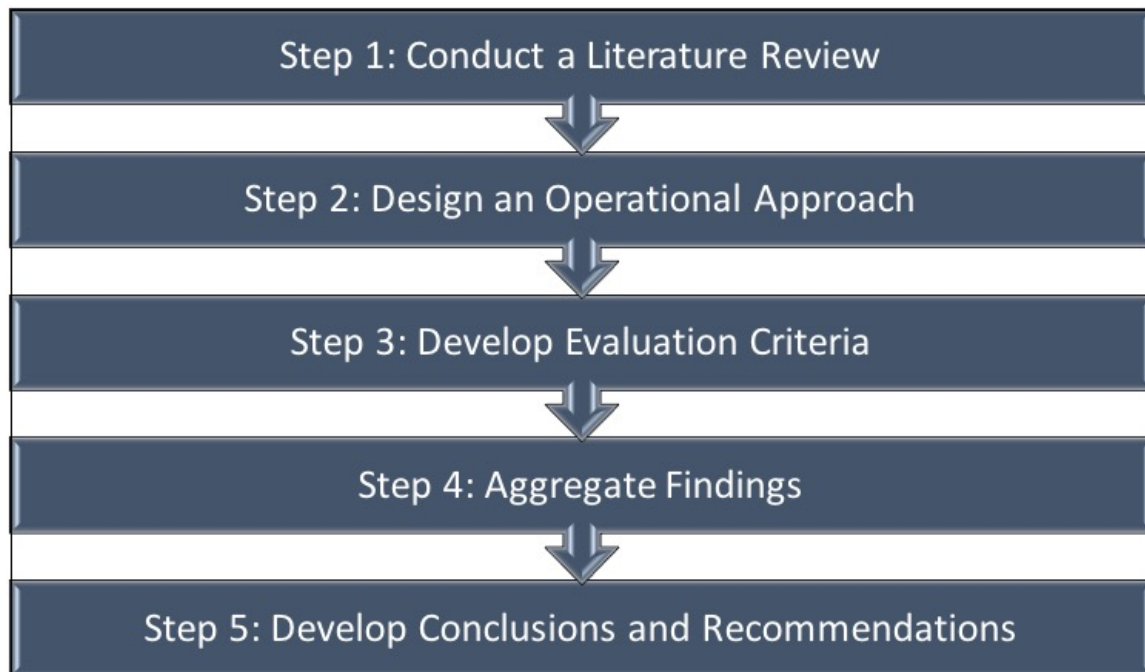 Step 1: Conduct a Literature Review
Step 2: Design an Operational Approach
Step 3: Develop Evaluation Criteria
Step 4: Aggregate Findings
Step 5: Develop Conclusions and Recommendations